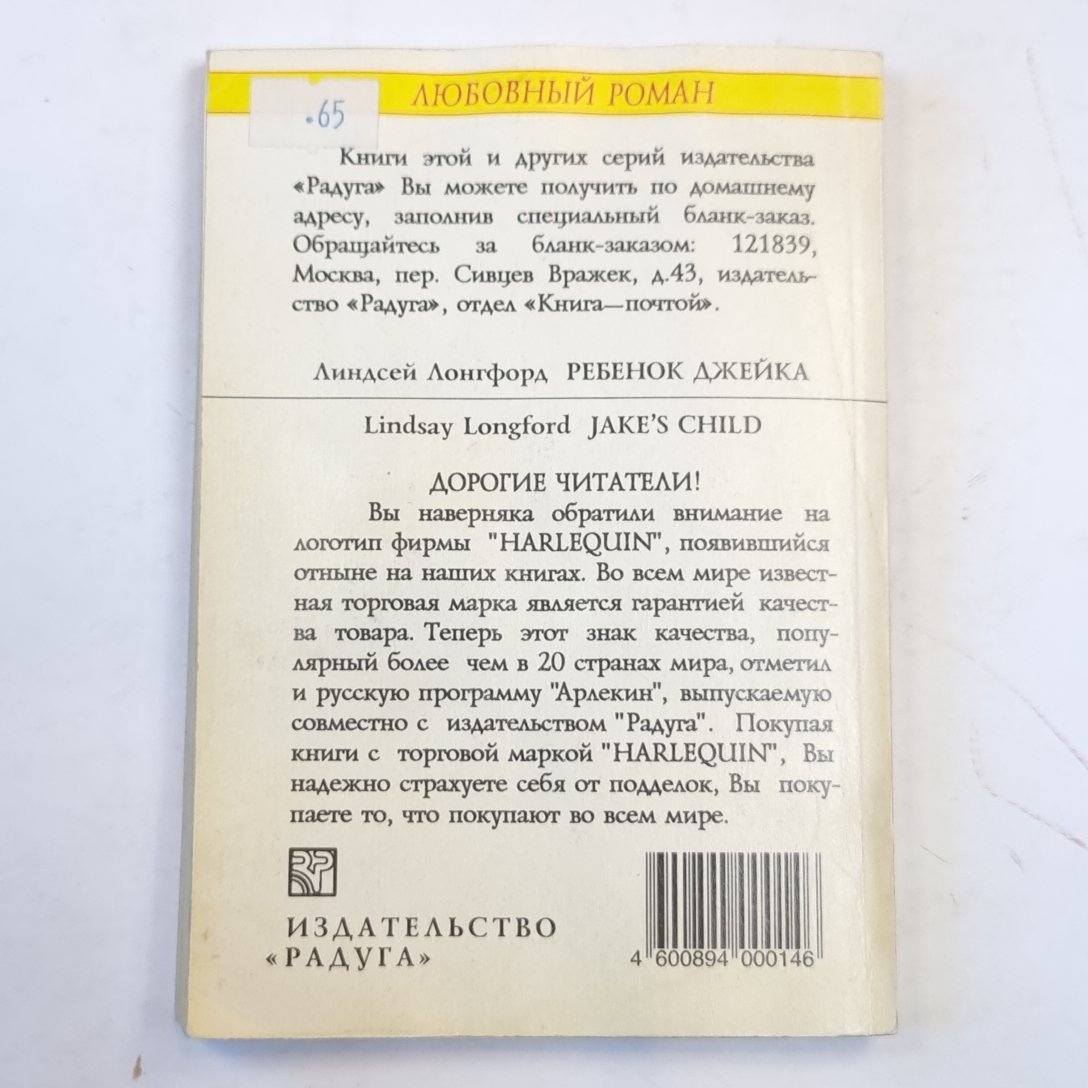 ЛЮБОВНЫЙ РОМАН
.65
Книги этой и других серий издательства
«Радуга» Вы можете получить по домашнему
адресу, заполнив специальный бланк-заказ.
Обращайтесь за бланк-заказом: 121839,
Москва, пер. Сивцев Вражек, д.43, издатель-
ство «Радуга», отдел «Книга—почтой».
Линдсей Лонгфорд РЕБЕНОК ДЖЕЙКА
Lindsay Longford JAKE'S CHILD
ДОРОГИЕ ЧИТАТЕЛИ!
Вы наверняка обратили внимание на
логотип фирмы "HARLEQUIN", появившийся
отныне на наших книгах. Во всем мире извест-
ная торговая марка является гарантией качест-
ва товара. Теперь этот знак качества, попу-
лярный более чем в 20 странах мира, отметил
и русскую программу "Арлекин", выпускаемую
совместно с издательством "Радуга". Покупая
книги с торговой маркой "HARLEQUIN", Вы
надежно страхуете себя от подделок, Вы поку-
паете то, что покупают во всем мире.
ИЗДАТЕЛЬСТВО
«РАДУГА»
4 600894 000146